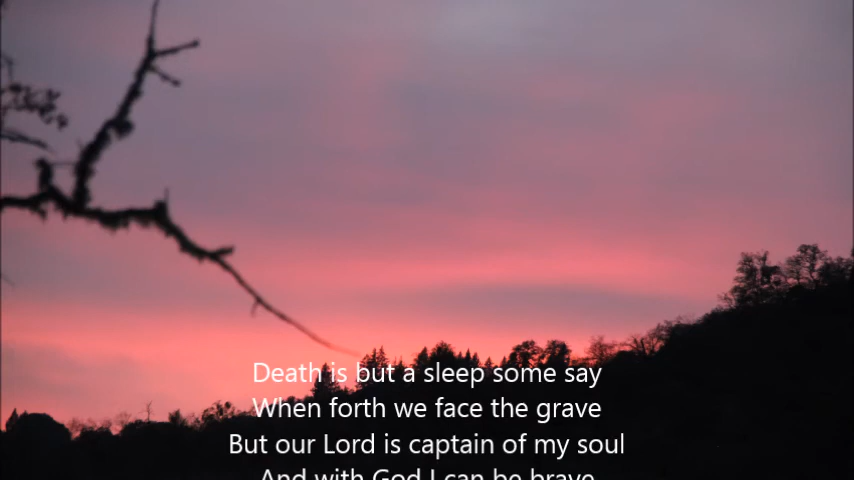 Death is but a sleep some say
When forth we face the grave
But our Lord is captain of my soul
And with God I can be brave